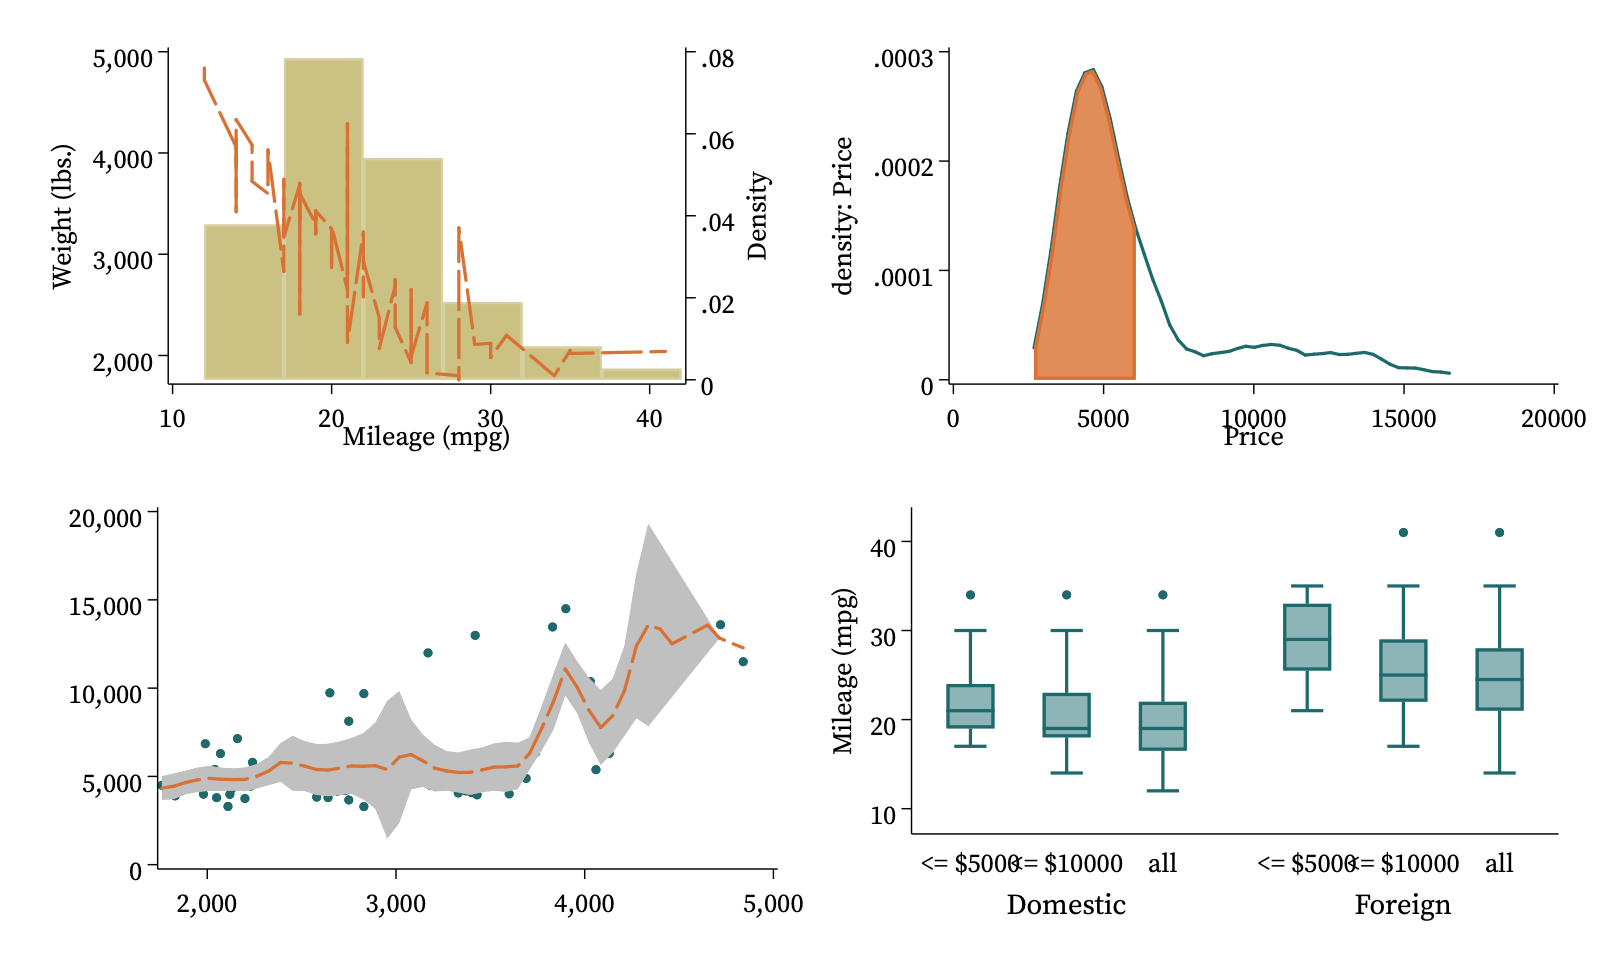 5,000
4,000
3,000
2,000
Weight (lbs.)
.08
.06
.04
.02
0
Density
10 20 30 40
Mileage (mpg)
.0003
.0002
.0001
0
density: Price
0 5000 10000 15000 20000
Price
20,000
15,000
10,000
5,000
0
2,000 3,000 4,000 5,000
40
30
20
10
Mileage (mpg)
<= $5000 <= $10000 all <= $5000 <= $10000 all
Domestic Foreign